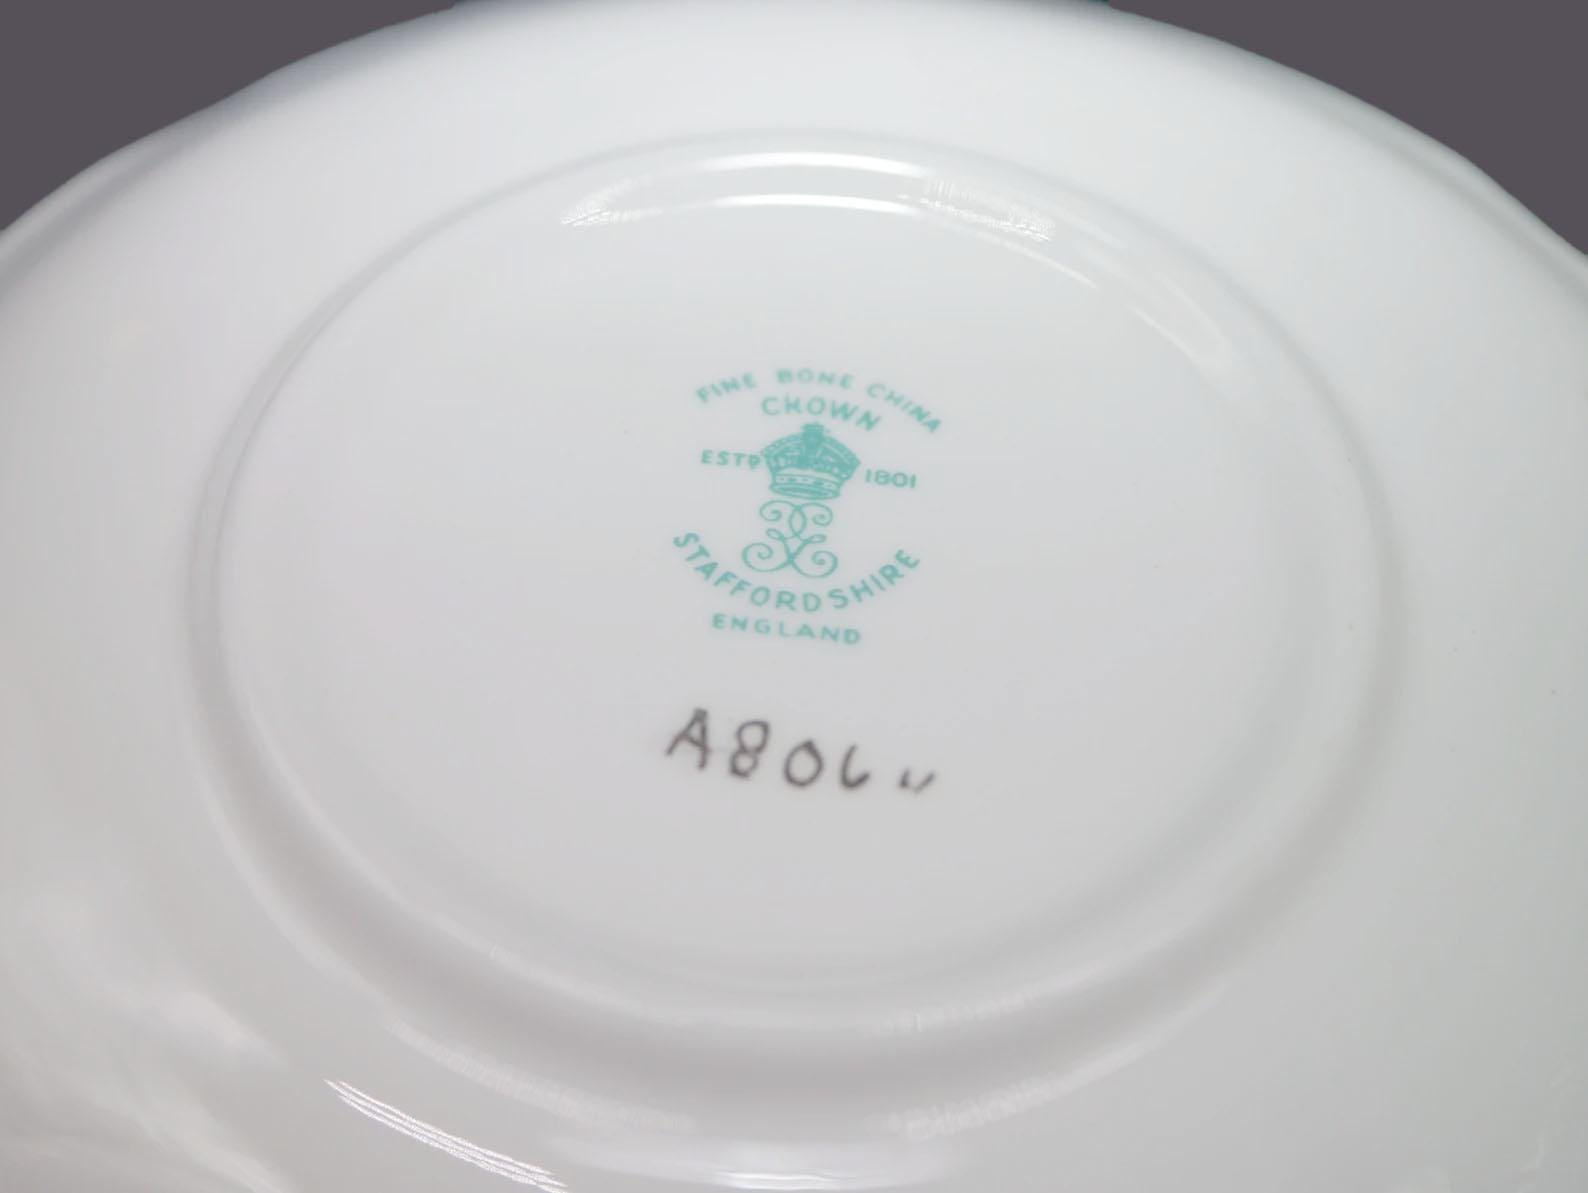 FINE BONE CHINA
CROWN
ESTD 1801
STAFFORDSHIRE
ENGLAND
A806 "